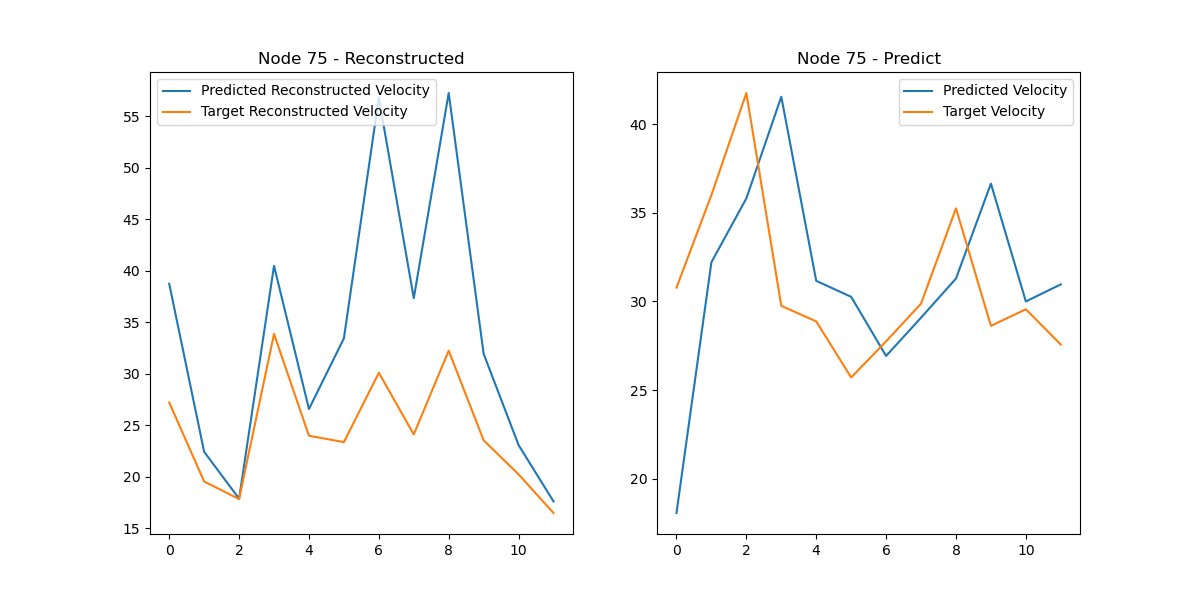 Node 75 - Reconstructed
Predicted Reconstructed Velocity
Target Reconstructed Velocity
55
50
45
40
35
30
25
20
15
0 2 4 6 8 10
Node 75 - Predict
Predicted Velocity
Target Velocity
40
35
30
25
20
0 2 4 6 8 10